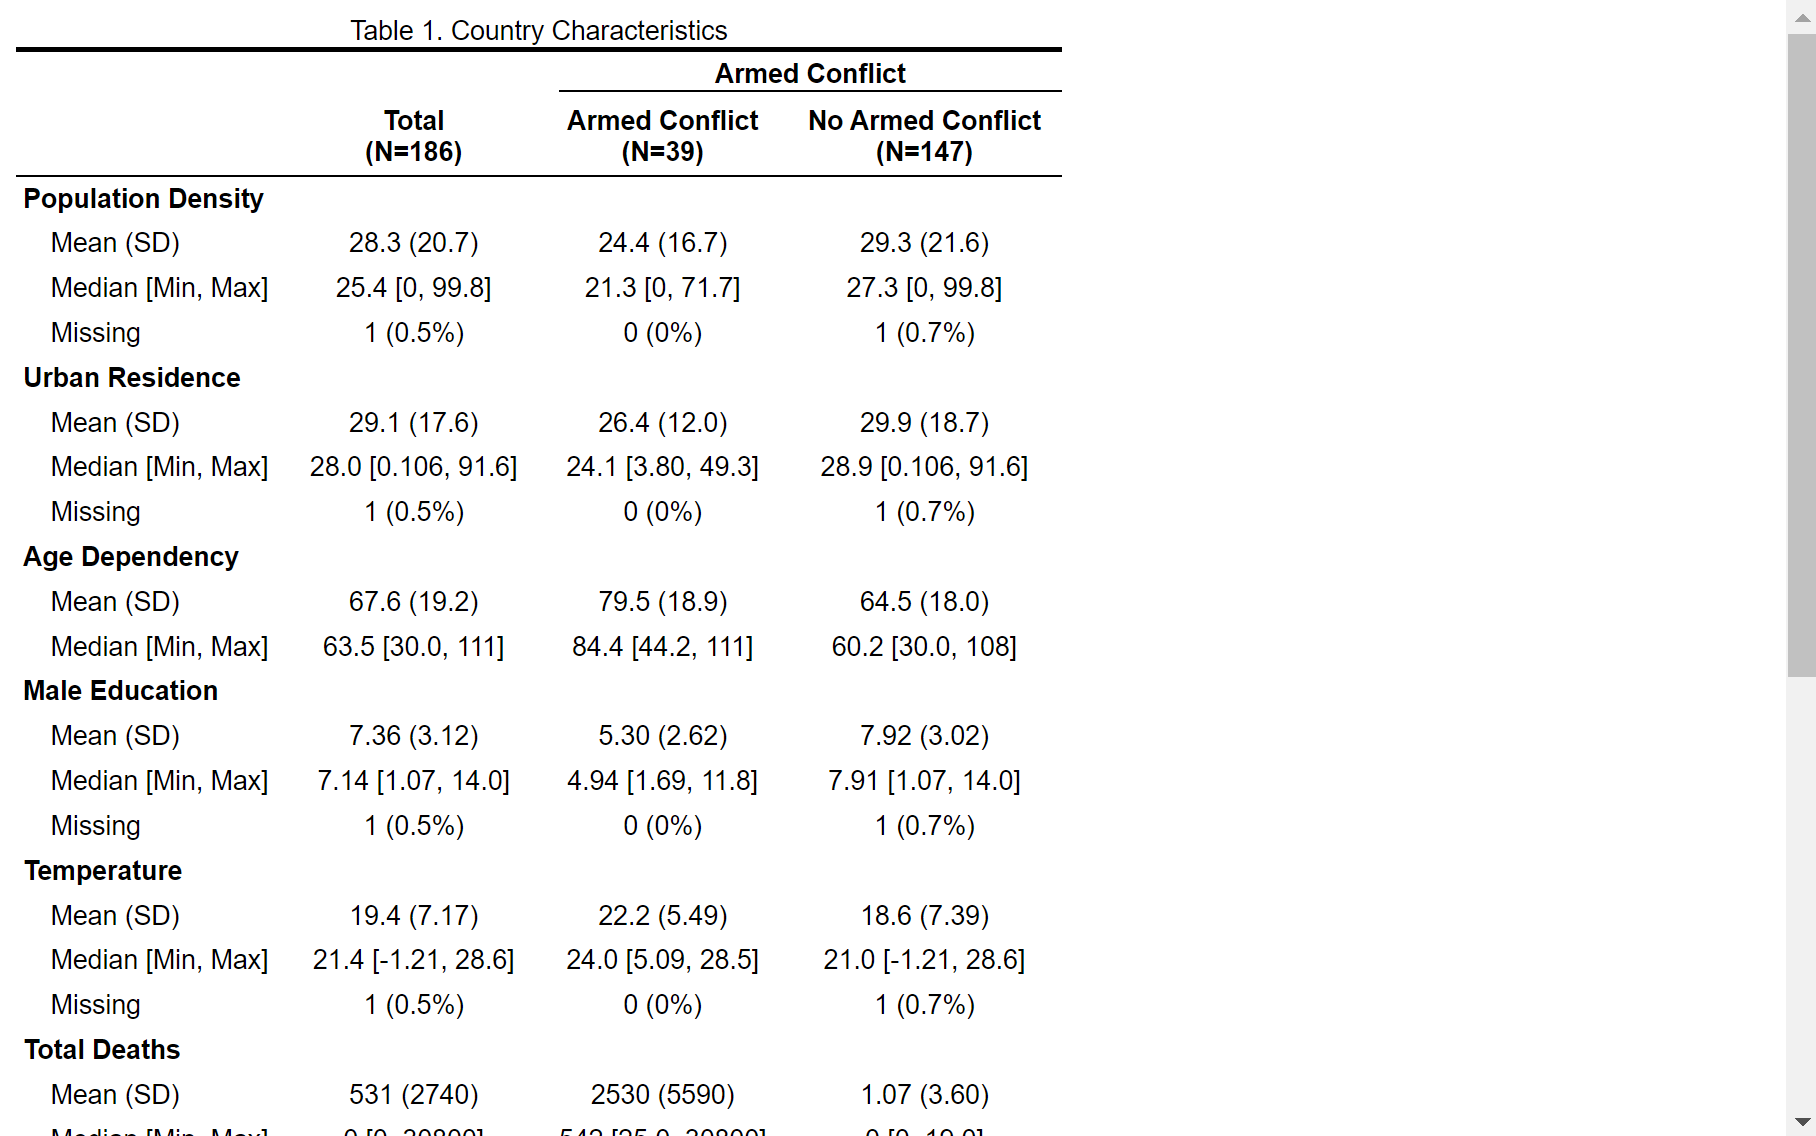 Table 1. Country Characteristics
Armed Conflict
Total Armed Conflict No Armed Conflict
(N=186) (N=39) (N=147)
Population Density
Mean (SD) 28.3 (20.7) 24.4 (16.7) 29.3 (21.6)
Median [Min, Max] 25.4 [0, 99.8] 21.3 [0, 71.7] 27.3 [0, 99.8]
Missing 1 (0.5%) 0 (0%) 1 (0.7%)
Urban Residence
Mean (SD) 29.1 (17.6) 26.4 (12.0) 29.9 (18.7)
Median [Min, Max] 28.0 [0.106, 91.6] 24.1 [3.80, 49.3] 28.9 [0.106, 91.6]
Missing 1 (0.5%) 0 (0%) 1 (0.7%)
Age Dependency
Mean (SD) 67.6 (19.2) 79.5 (18.9) 64.5 (18.0)
Median [Min, Max] 63.5 [30.0, 111] 84.4 [44.2, 111] 60.2 [30.0, 108]
Male Education
Mean (SD) 7.36 (3.12) 5.30 (2.62) 7.92 (3.02)
Median [Min, Max] 7.14 [1.07, 14.0] 4.94 [1.69, 11.8] 7.91 [1.07, 14.0]
Missing 1 (0.5%) 0 (0%) 1 (0.7%)
Temperature
Mean (SD) 19.4 (7.17) 22.2 (5.49) 18.6 (7.39)
Median [Min, Max] 21.4 [-1.21, 28.6] 24.0 [5.09, 28.5] 21.0 [-1.21, 28.6]
Missing 1 (0.5%) 0 (0%) 1 (0.7%)
Total Deaths
Mean (SD) 531 (2740) 2530 (5590) 1.07 (3.60)